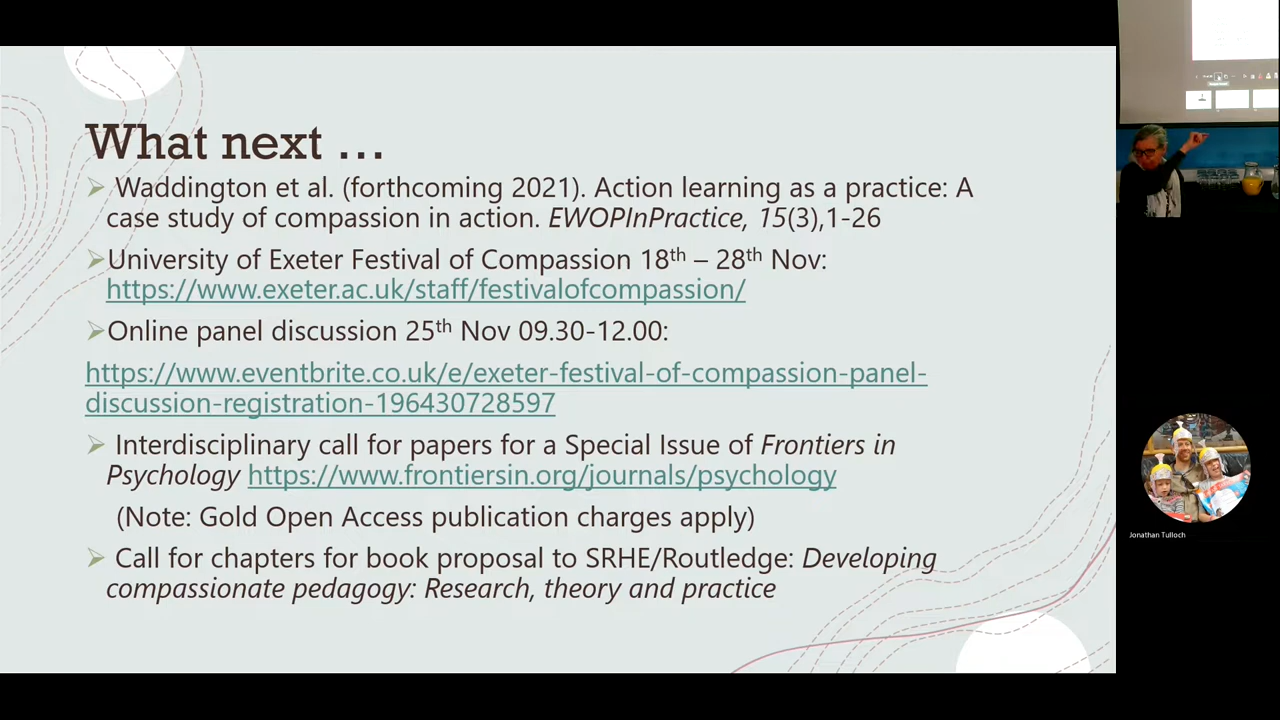 What next ...
Waddington et al. (forthcoming 2021). Action learning as a practice: A
case study of compassion in action. EWOPInPractice, 15(3),1-26
University of Exeter Festival of Compassion 18th – 28th Nov:
https://www.exeter.ac.uk/staff/festivalofcompassion/
Online panel discussion 25th Nov 09.30-12.00:
https://www.eventbrite.co.uk/e/exeter-festival-of-compassion-panel-
discussion-registration-196430728597
Interdisciplinary call for papers for a Special Issue of Frontiers in
Psychology https://www.frontiersin.org/journals/psychology
(Note: Gold Open Access publication charges apply)
Call for chapters for book proposal to SRHE/Routledge: Developing
compassionate pedagogy: Research, theory and practice
Jonathan Tulloch